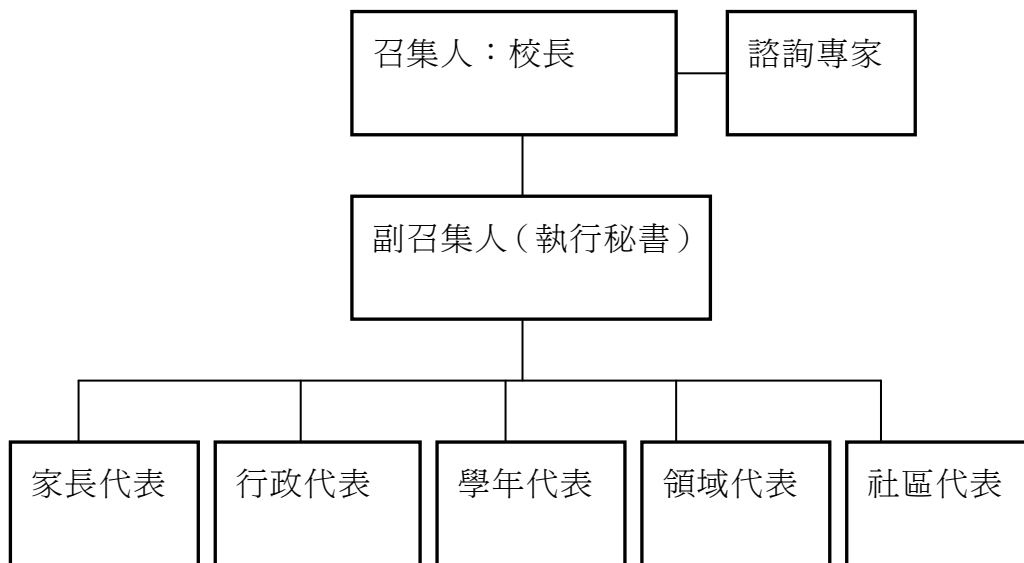 召集人：校長
諮詢專家
副召集人（執行秘書）
家長代表
行政代表
學年代表
領域代表
社區代表